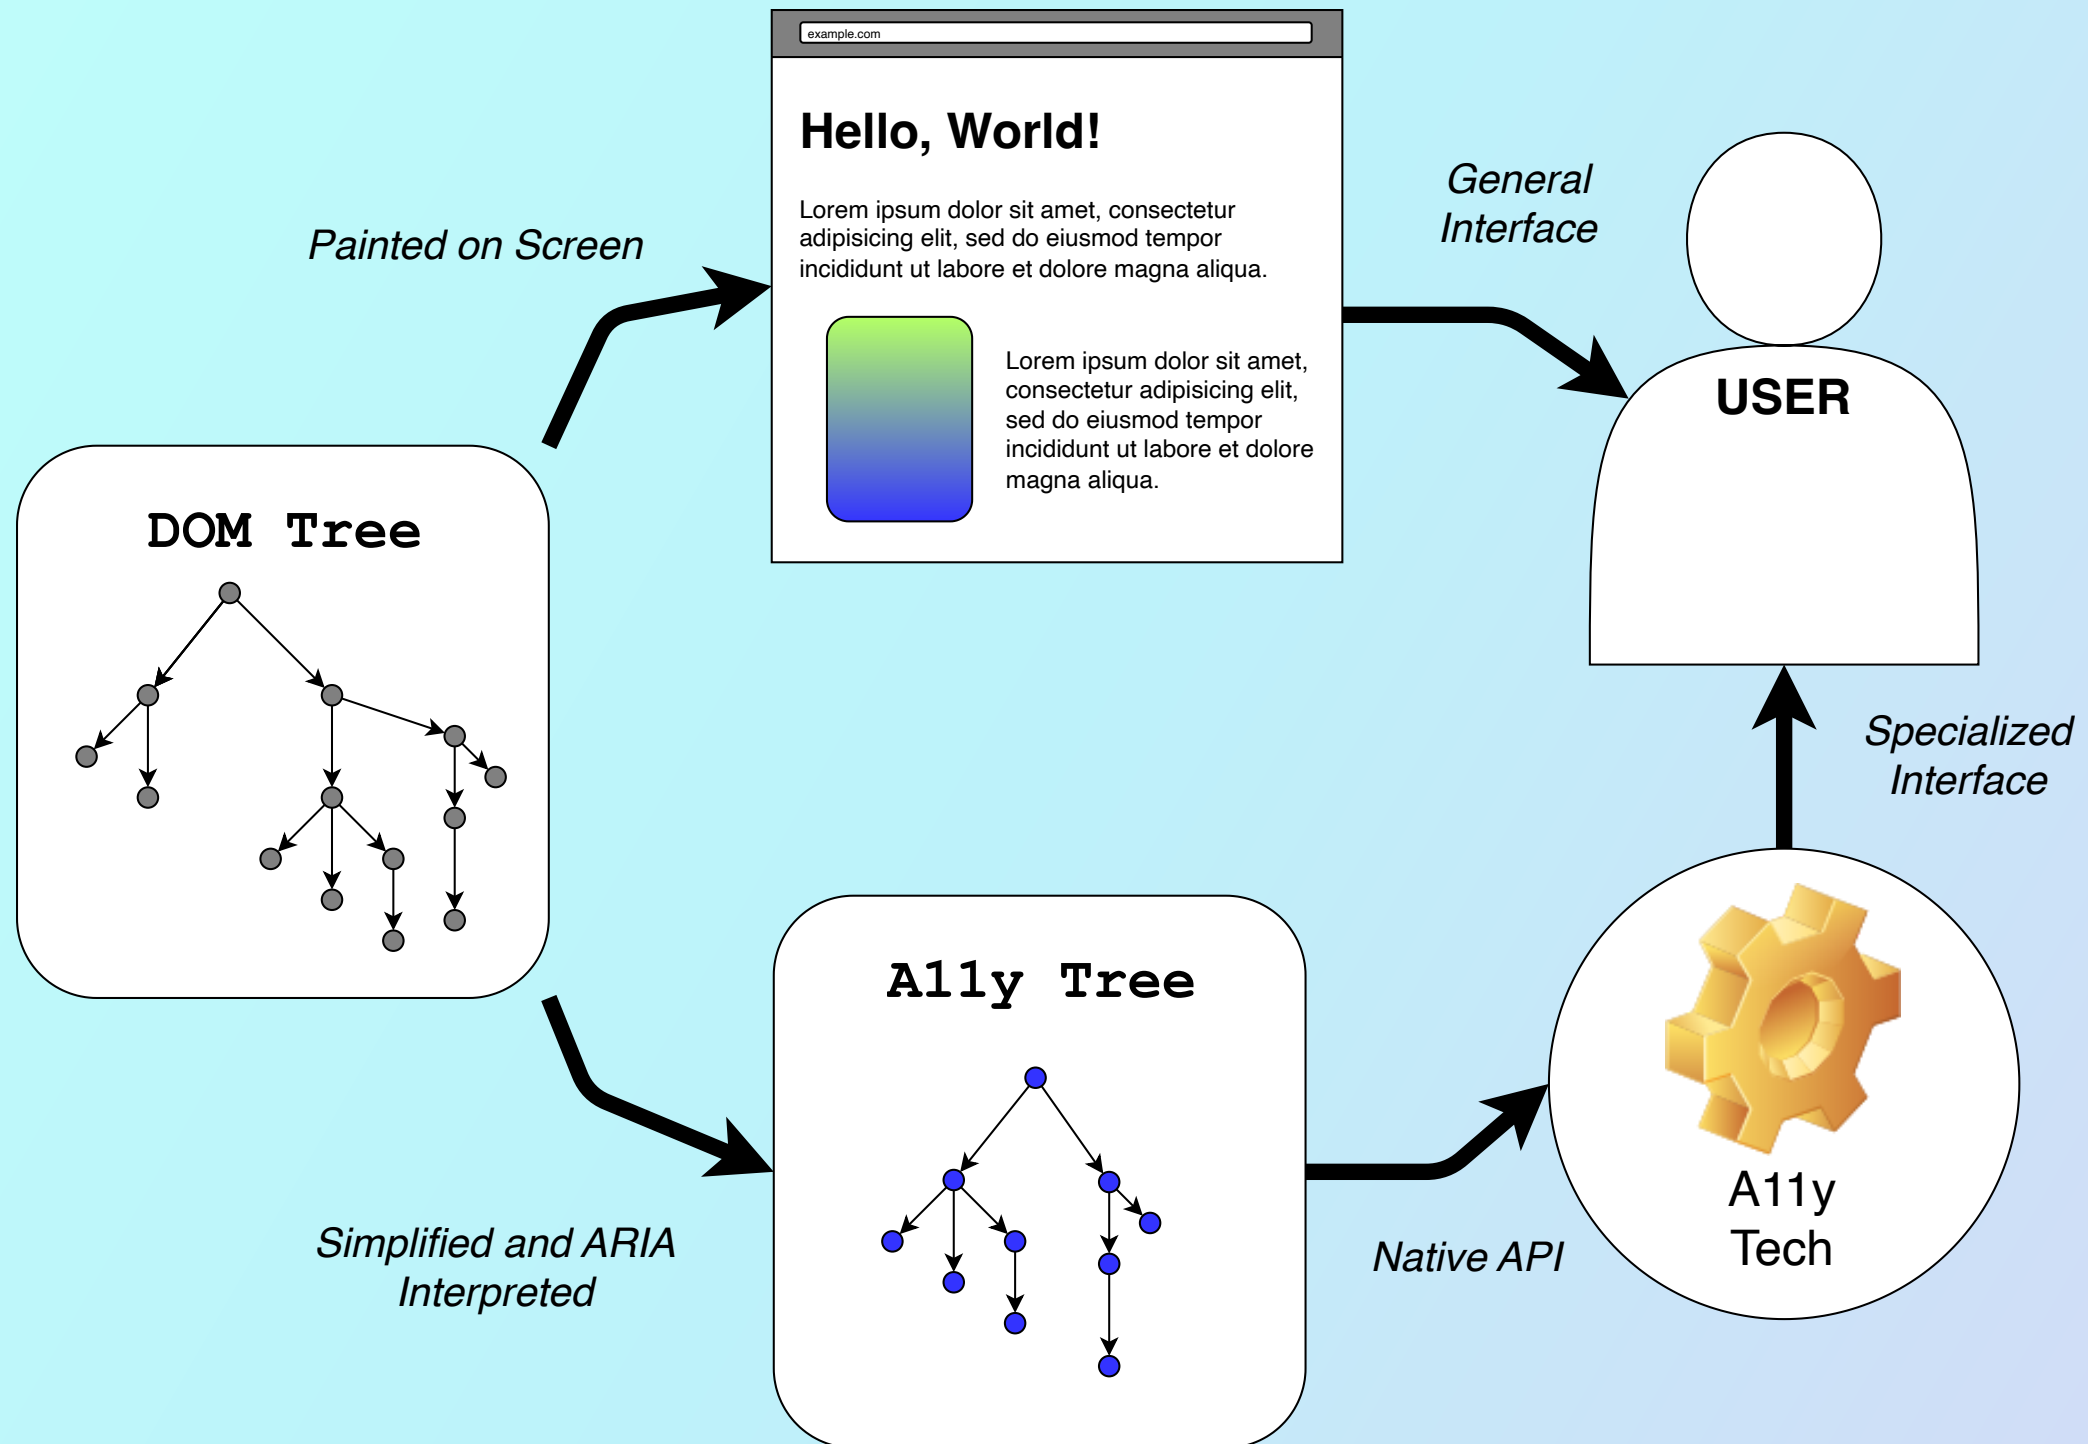 example.com
Hello, World!
Lorem ipsum dolor sit amet, consectetur
adipisicing elit, sed do eiusmod tempor
incididunt ut labore et dolore magna aliqua.
Lorem ipsum dolor sit amet,
consectetur adipisicing elit,
sed do eiusmod tempor
incididunt ut labore et dolore
magna aliqua.
Painted on Screen
General
Interface
USER
DOM Tree
Specialized
Interface
A11y Tree
Simplified and ARIA
Interpreted
Native API
A11y
Tech